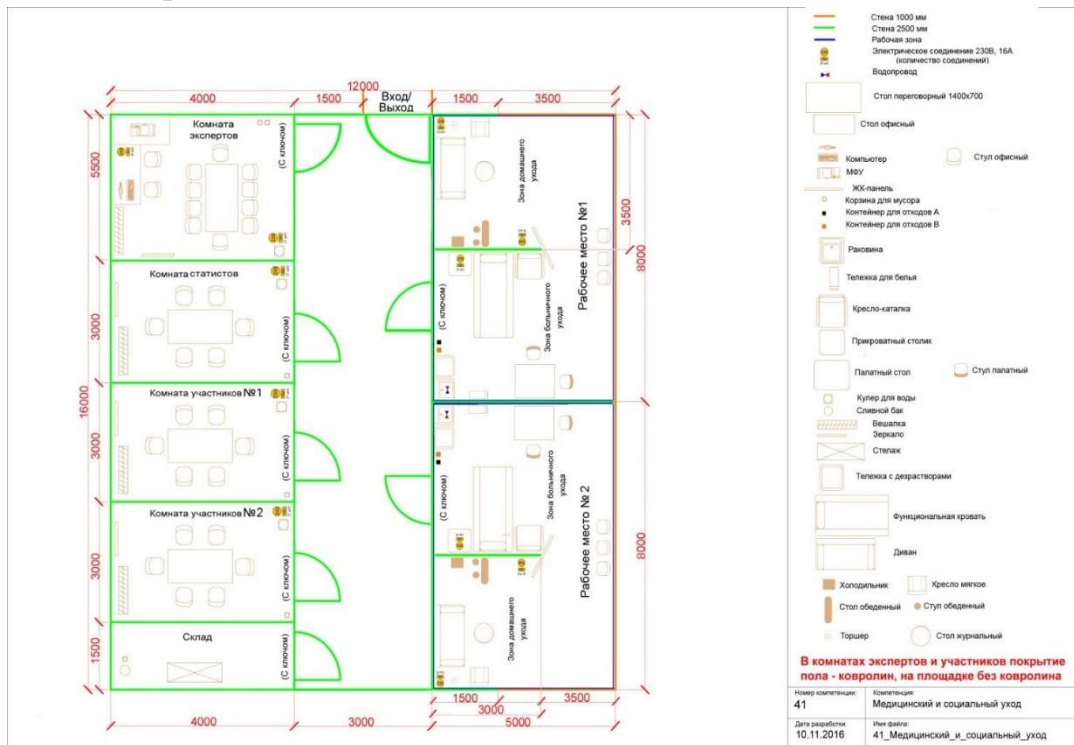 12000
4000
1500
Вход/
Выход
1500
3500
Комната
экспертов
(С ключом)
5500
Зона домашнего
ухода
3500
8000
Рабочее место №1
Комната статистов
(С ключом)
3000
(С ключом)
Зона больничного
ухода
16000
Комната участников№1
(С ключом)
3000
Комната участников№2
(С ключом)
3000
(С ключом)
Зона больничного
ухода
Рабочее место № 2
8000
Склад
(С ключом)
1500
Зона домашнего
ухода
1500
3500
3000
4000
3000
5000
Стена 1000 мм
Стена 2500 мм
Рабочая зона
Электрическое соединение 230В, 16А
(количество соединений)
Водопровод
Стол переговорный 1400х700
Стол офисный
Компьютер
Стул офисный
МФУ
ЖК-панель
Корзина для мусора
Контейнер для отходов А
Контейнер для отходов В
Раковина
Тележка для белья
Кресло-каталка
Прикроватный столик
Палатный стол
Стул палатный
Кулер для воды
Сливной бак
Вешалка
Зеркало
Стелаж
Тележка с дезрастворами
Функциональная кровать
Диван
Холодильник
Кресло мягкое
Стол обеденный
Стул обеденный
Торшер
Стол журнальный
В комнатах экспертов и участников покрытие
пола - ковролин, на площадке без ковролина
Номер компетенции:
Компетенция:
41
Медицинский и социальный уход
Дата разработки:
Имя файла:
10.11.2016
41_Медицинский_и_социальный_уход